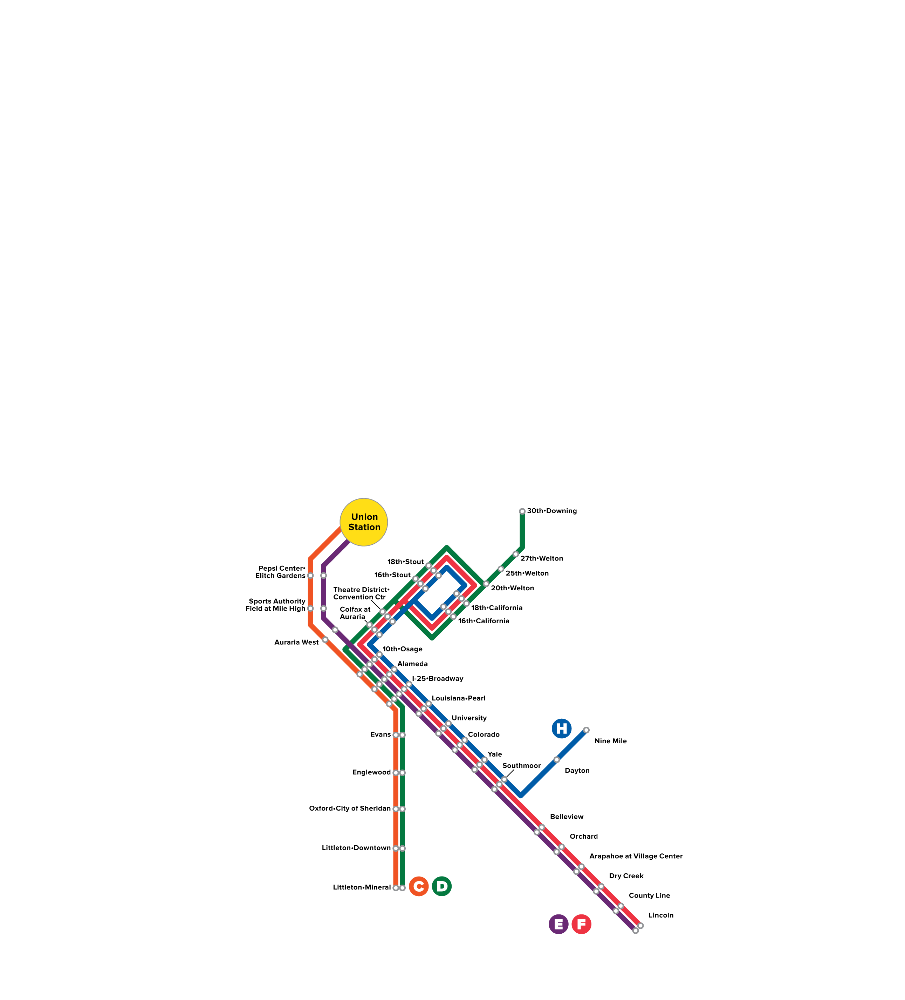 Union
Station
30th•Downing
27th•Welton
25th•Welton
20th•Welton
18th•Stout
16th•Stout
Pepsi Center•
Elitch Gardens
Theatre District•
Convention Ctr
Sports Authority
Field at Mile High
Colfax at
Auraria
18th•California
16th•California
Auraria West
10th•Osage
Alameda
I-25•Broadway
Louisiana•Pearl
University
Colorado
Yale
Southmoor
H
Nine Mile
Dayton
Evans
Englewood
Oxford•City of Sheridan
Littleton•Downtown
Littleton•Mineral
C D
Belleview
Orchard
Arapahoe at Village Center
Dry Creek
County Line
Lincoln
E F